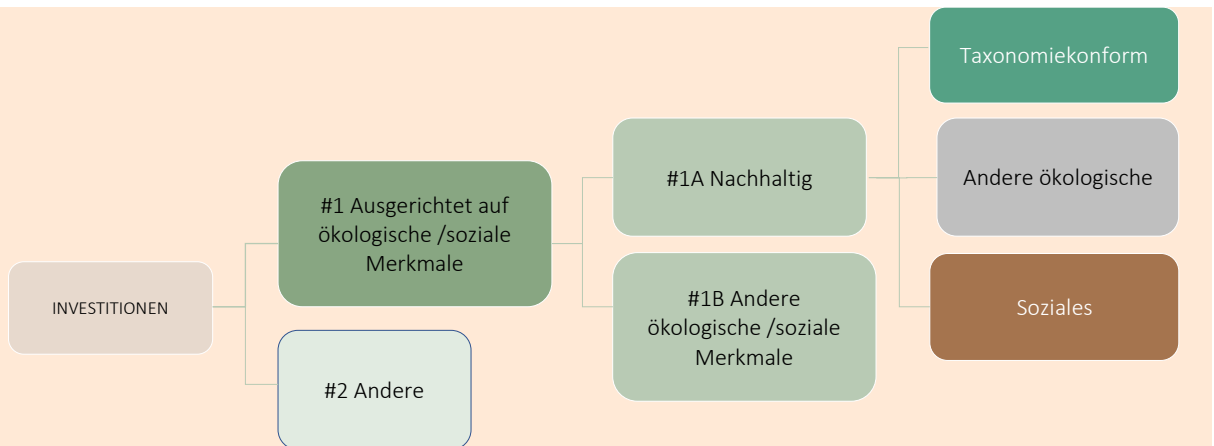 Taxonomiekonform
#1A Nachhaltig
Andere ökologische
#1 Ausgerichtet auf
ökologische /soziale
Merkmale
INVESTITIONEN
#1B Andere
ökologische /soziale
Merkmale
Soziales
#2 Andere